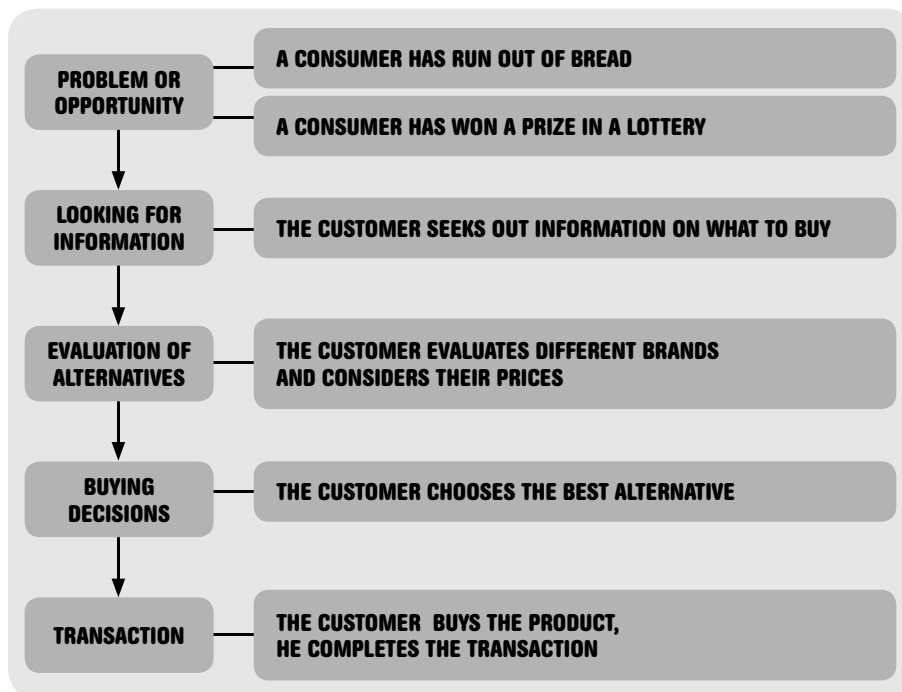 PROBLEM OR
OPPORTUNITY
A CONSUMER HAS RUN OUT OF BREAD
A CONSUMER HAS WON A PRIZE IN A LOTTERY
LOOKING FOR
INFORMATION
THE CUSTOMER SEEKS OUT INFORMATION ON WHAT TO BUY
EVALUATION OF
ALTERNATIVES
THE CUSTOMER EVALUATES DIFFERENT BRANDS
AND CONSIDERS THEIR PRICES
BUYING
DECISIONS
THE CUSTOMER CHOOSES THE BEST ALTERNATIVE
TRANSACTION
THE CUSTOMER BUYS THE PRODUCT,
HE COMPLETES THE TRANSACTION